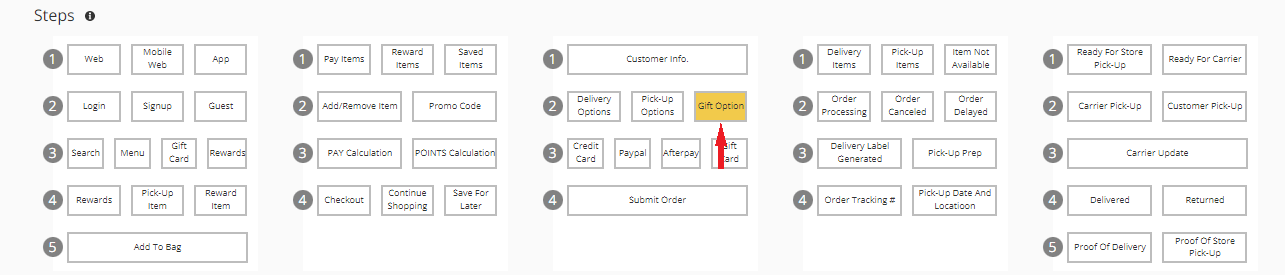 Steps
1
Web
Mobile
Web
App
2
Login
Signup
Guest
3
Search
Menu
Gift
Card
Rewards
4
Rewards
Pick-Up
Item
Reward
Item
5
Add To Bag
1
Pay Items
Reward
Items
Saved
Items
2
Add/Remove Item
Promo Code
3
PAY Calculation
POINTS Calculation
4
Checkout
Continue
Shopping
Save For
Later
1
Customer Info.
2
Delivery
Options
Pick-Up
Options
Gift Option
3
Credit
Card
Paypal
Afterpay
Gift
Card
4
Submit Order
1
Delivery
Items
Pick-Up
Items
Item Not
Available
2
Order
Processing
Order
Canceled
Order
Delayed
3
Delivery Label
Generated
Pick-Up Prep
4
Order Tracking #
Pick-Up Date And
Locatioon
1
Ready For Store
Pick-Up
Ready For Carrier
2
Carrier Pick-Up
Customer Pick-Up
3
Carrier Update
4
Delivered
Returned
5
Proof Of Delivery
Proof Of Store
Pick-Up